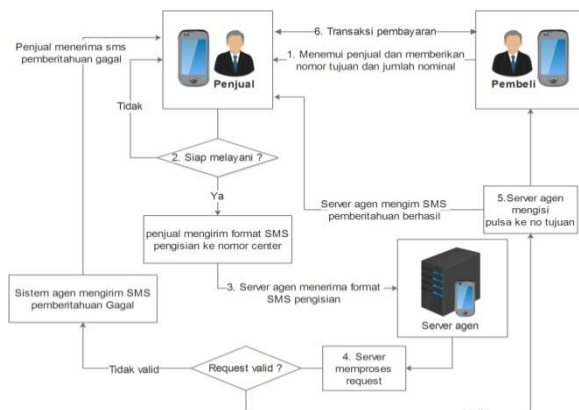 Penjual menerima sms
pemberitahuan gagal
6. Transaksi pembayaran
1. Menemui penjual dan memberikan
nomor tujuan dan jumlah nominal
Penjual
Pembeli
Tidak
2. Siap melayani ?
Ya
Server agen mengim SMS
pemberitahuan berhasil
5.Server agen
mengisi
pulsa ke no tujuan
penjual mengirim format SMS
pengisian ke nomor center
3. Server agen menerima format
SMS pengisian
Sistem agen mengirim SMS
pemberitahuan Gagal
Server agen
Tidak valid
Request valid ?
4. Server
memproses
request